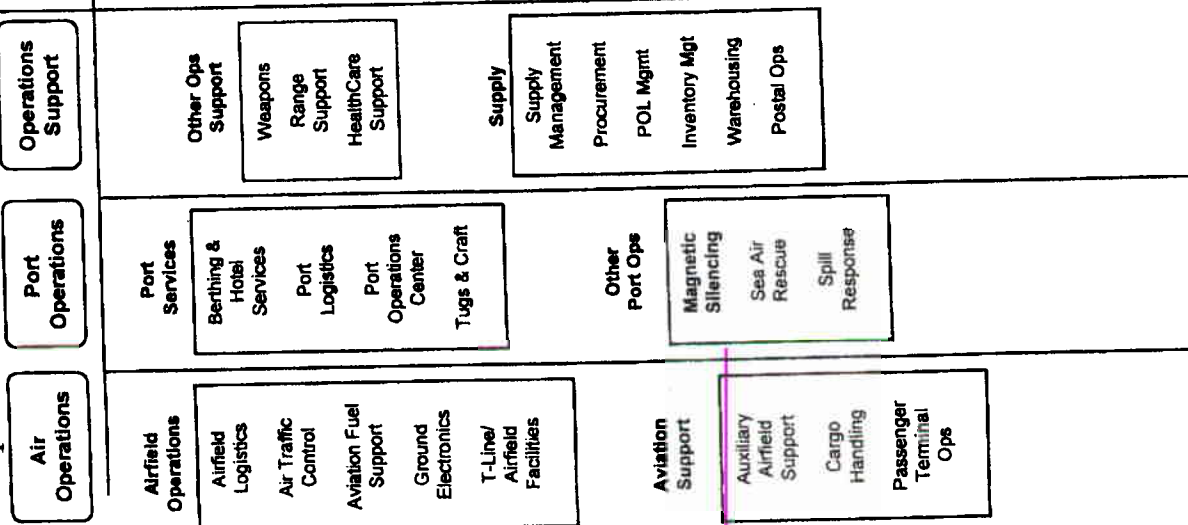 Air
Operations
Airfield
Operations
Airfield
Logistics
Air Traffic
Control
Aviation Fuel
Support
Ground
Electronics
T-Line/
Airfield
Facilities
Aviation
Support
Auxiliary
Airfield
Support
Cargo
Handling
Passenger
Terminal
Ops
Port
Operations
Port
Services
Berthing &
Hotel
Services
Port
Logistics
Port
Operations
Center
Tugs & Craft
Other
Port Ops
Magnetic
Silencing
Sea Air
Rescue
Spill
Response
Operations
Support
Other Ops
Support
Weapons
Range
Support
HealthCare
Support
Supply
Supply
Management
Procurement
POL Mgmt
Inventory Mgt
Warehousing
Postal Ops